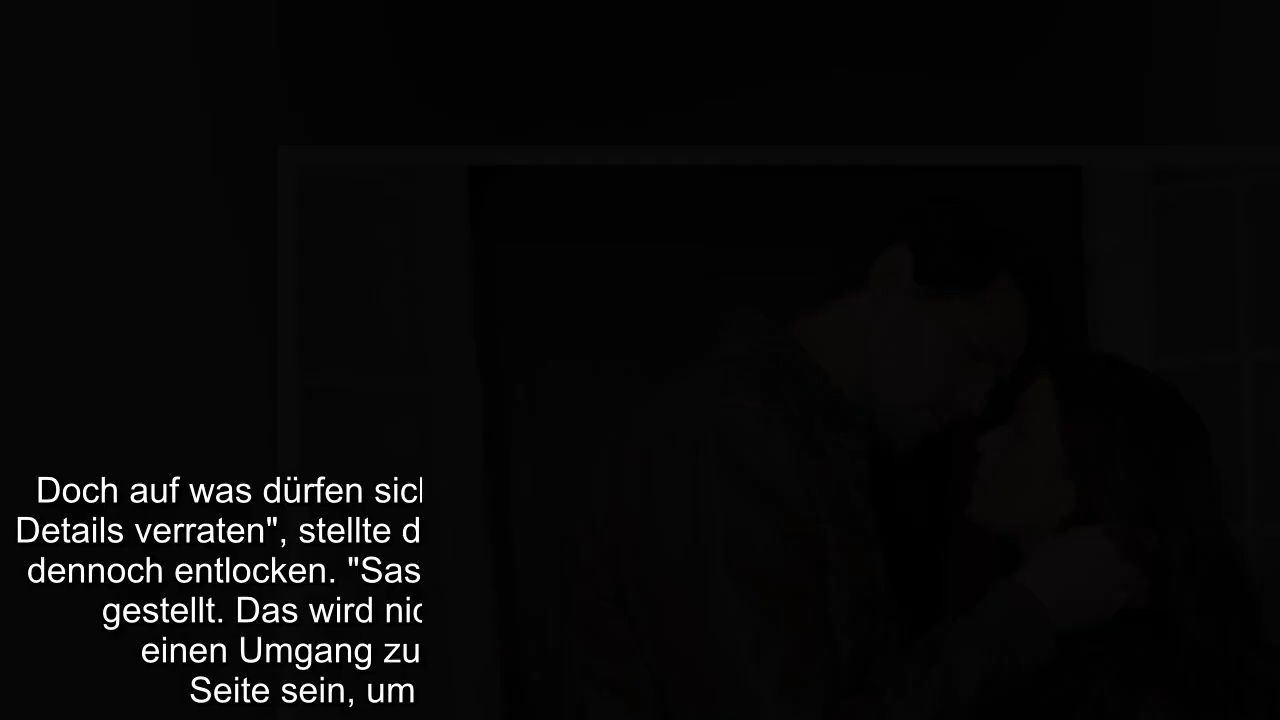 Doch auf was dürfen sich
Details verraten", stellte d
dennoch entlocken. "Sas
gestellt. Das wird nic
einen Umgang zu
Seite sein, um